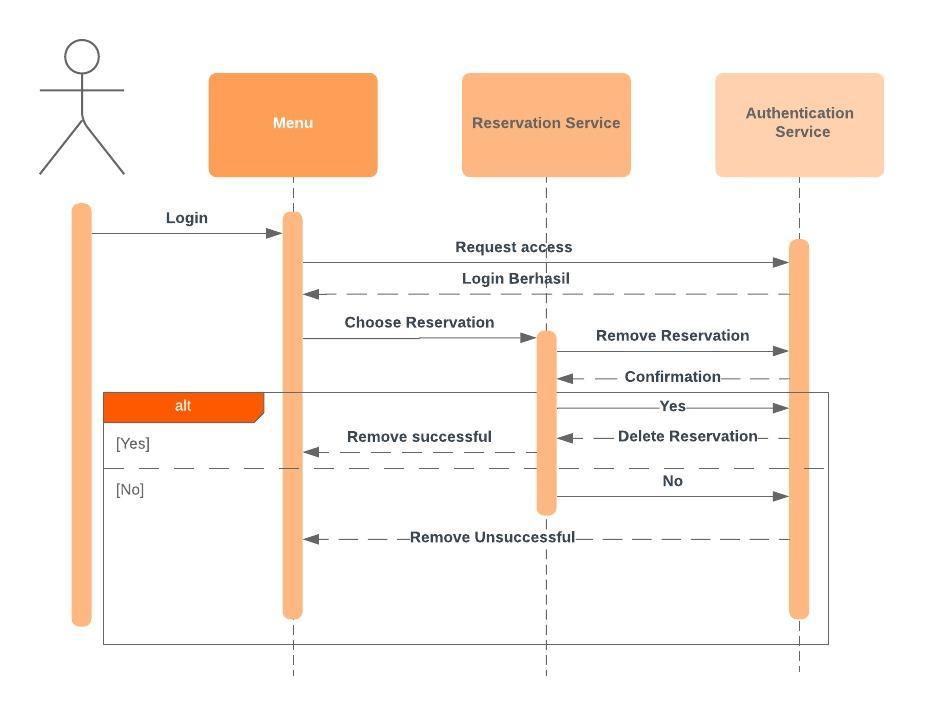 Menu
Reservation Service
Authentication
Service
Login
Request access
Login Berhasil
Choose Reservation
Remove Reservation
Confirmation
alt
Yes
[Yes]
Remove successful
Delete Reservation
[No]
No
Remove Unsuccessful